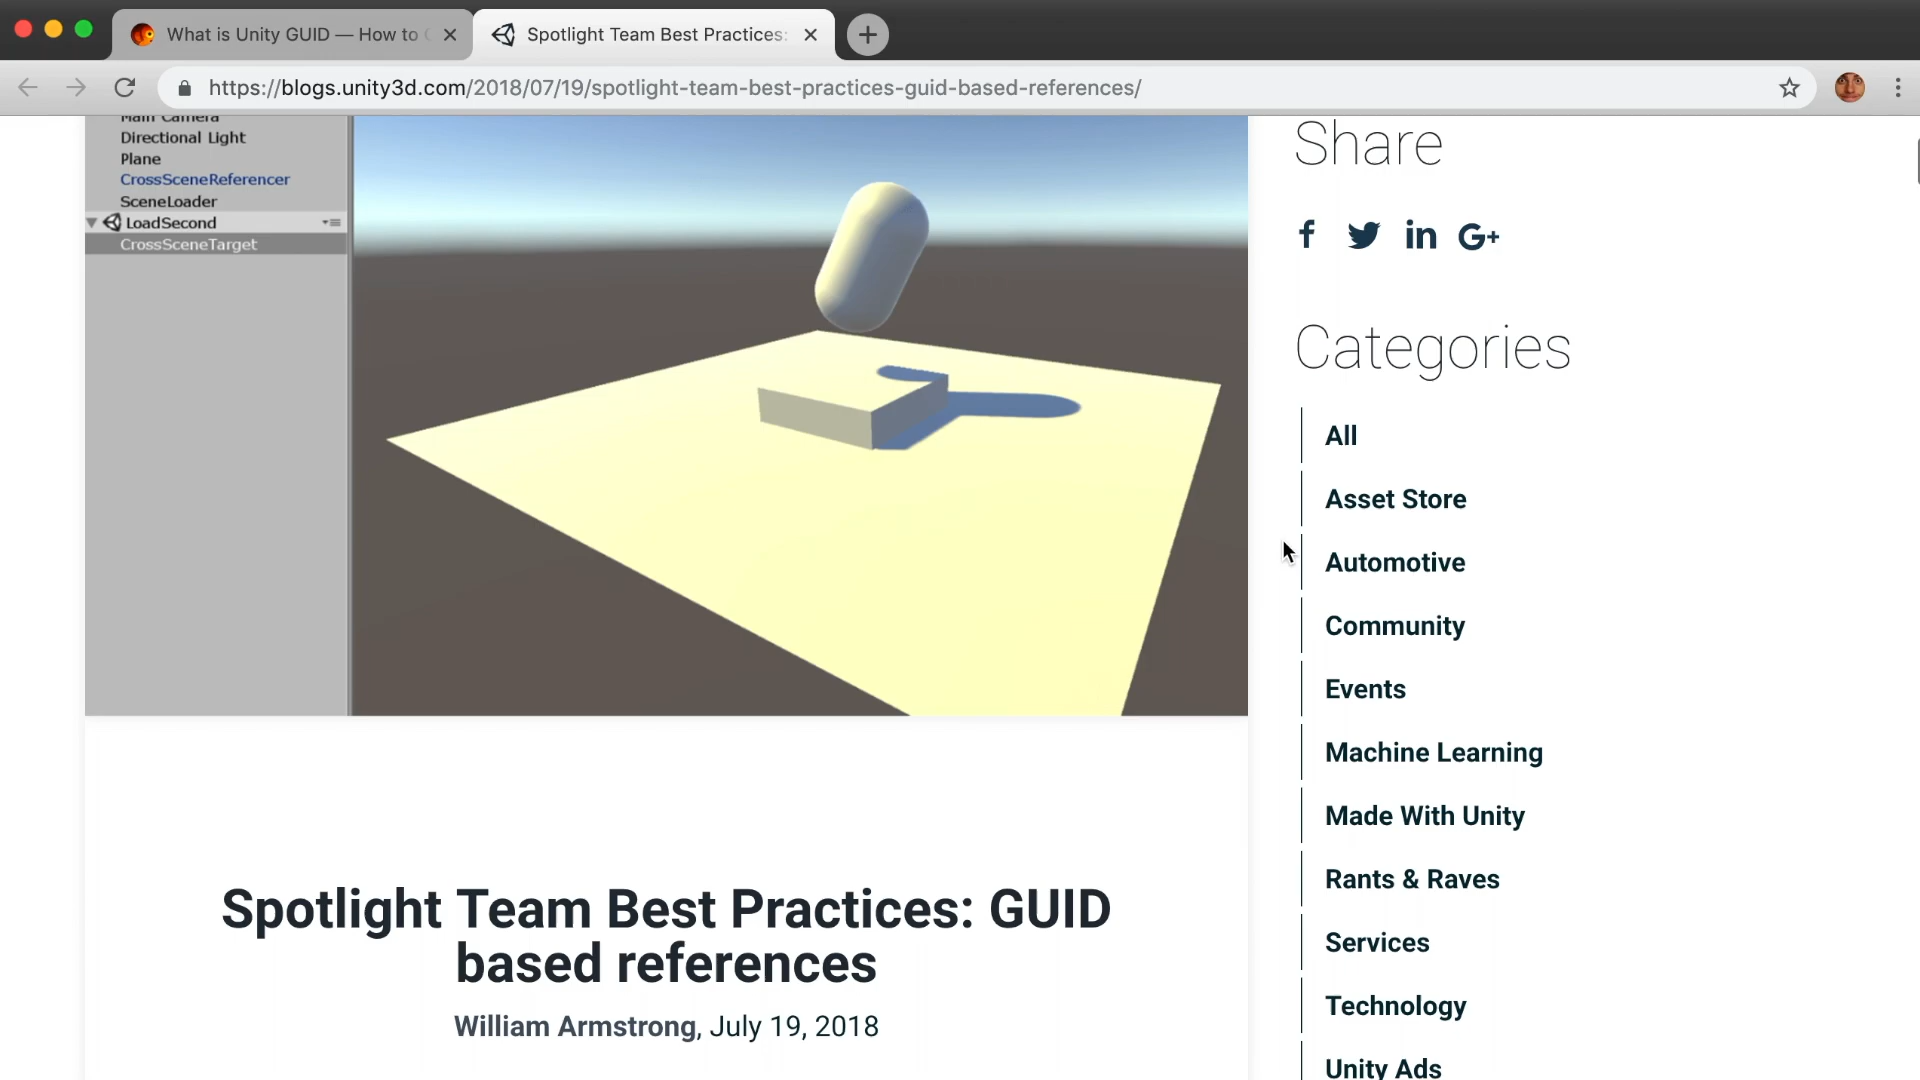 What is Unity GUID — How to
Spotlight Team Best Practices:
https://blogs.unity3d.com/2018/07/19/spotlight-team-best-practices-guid-based-references/
Main Camera
Directional Light
Plane
CrossSceneReferencer
SceneLoader
LoadSecond
CrossSceneTarget
Spotlight Team Best Practices: GUID
based references
William Armstrong, July 19, 2018
Share
f
in
G+
Categories
All
Asset Store
Automotive
Community
Events
Machine Learning
Made With Unity
Rants & Raves
Services
Technology
Unity Ads